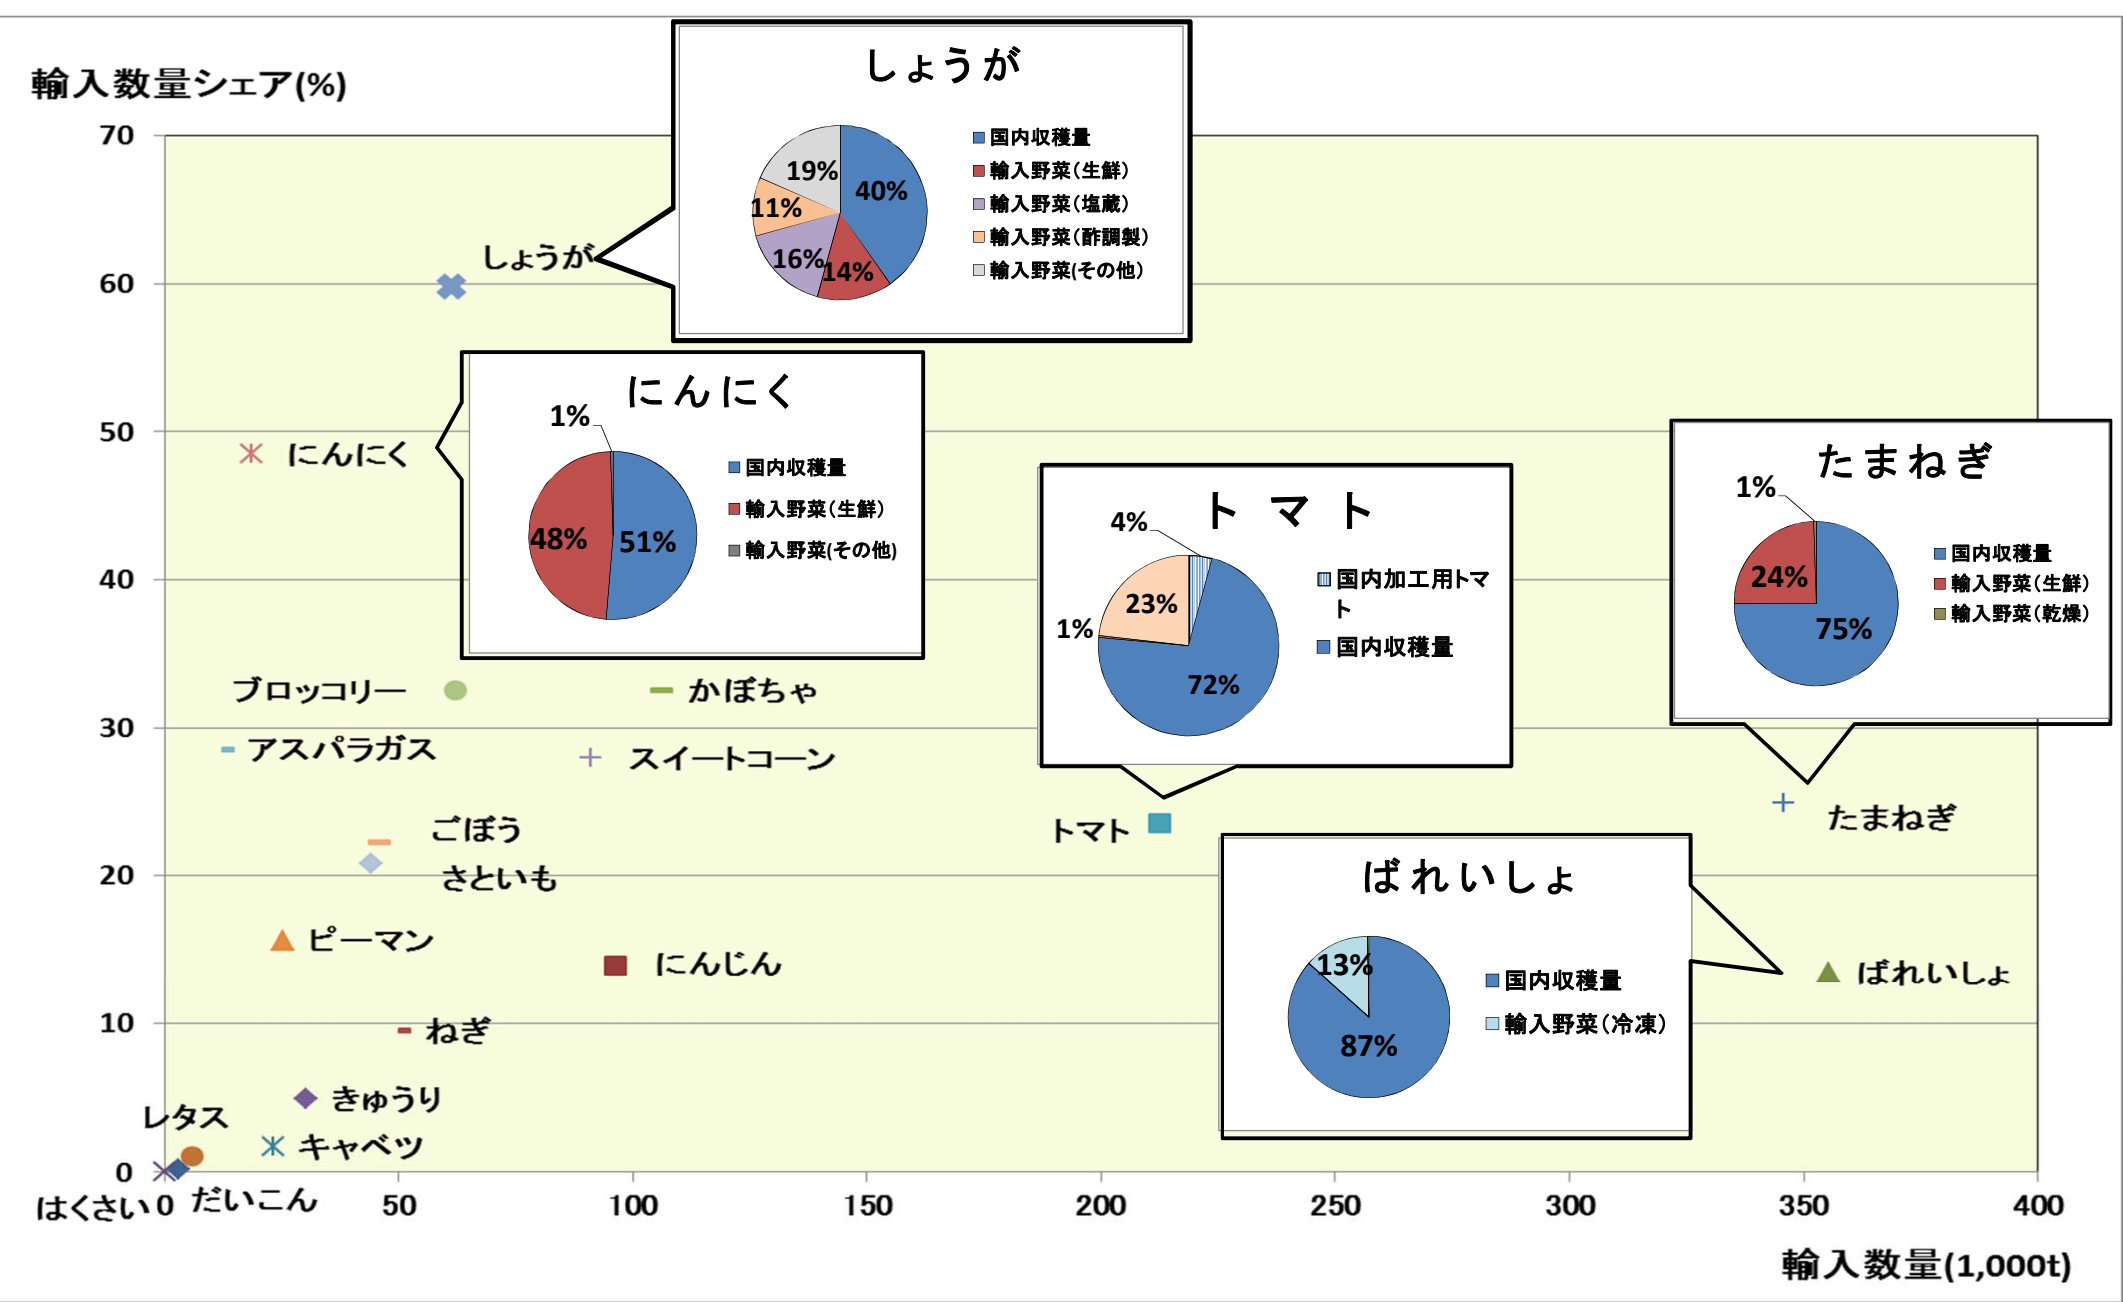 輸入数量シェア(%)
70
60
50
40
30
20
10
0
しょうが
19%
40%
11%
16%
14%
国内収穫量
輸入野菜（生鮮）
輸入野菜（塩蔵）
輸入野菜（酢調製）
輸入野菜(その他）
しょうが
にんにく
1%
48%
51%
国内収穫量
輸入野菜（生鮮）
輸入野菜(その他)
にんにく
トマト
4%
23%
1%
72%
国内加工用トマ
ト
国内収穫量
たまねぎ
1%
24%
75%
国内収穫量
輸入野菜（生鮮）
輸入野菜（乾燥）
ブロッコリー
かぼちゃ
アスパラガス
スイートコーン
ごぼう
さといも
トマト
たまねぎ
ばれいしょ
13%
87%
国内収穫量
輸入野菜（冷凍）
ピーマン
にんじん
ばれいしょ
ねぎ
きゅうり
レタス
キャベツ
はくさい
だいこん
0
50
100
150
200
250
300
350
400
輸入数量(1,000t)